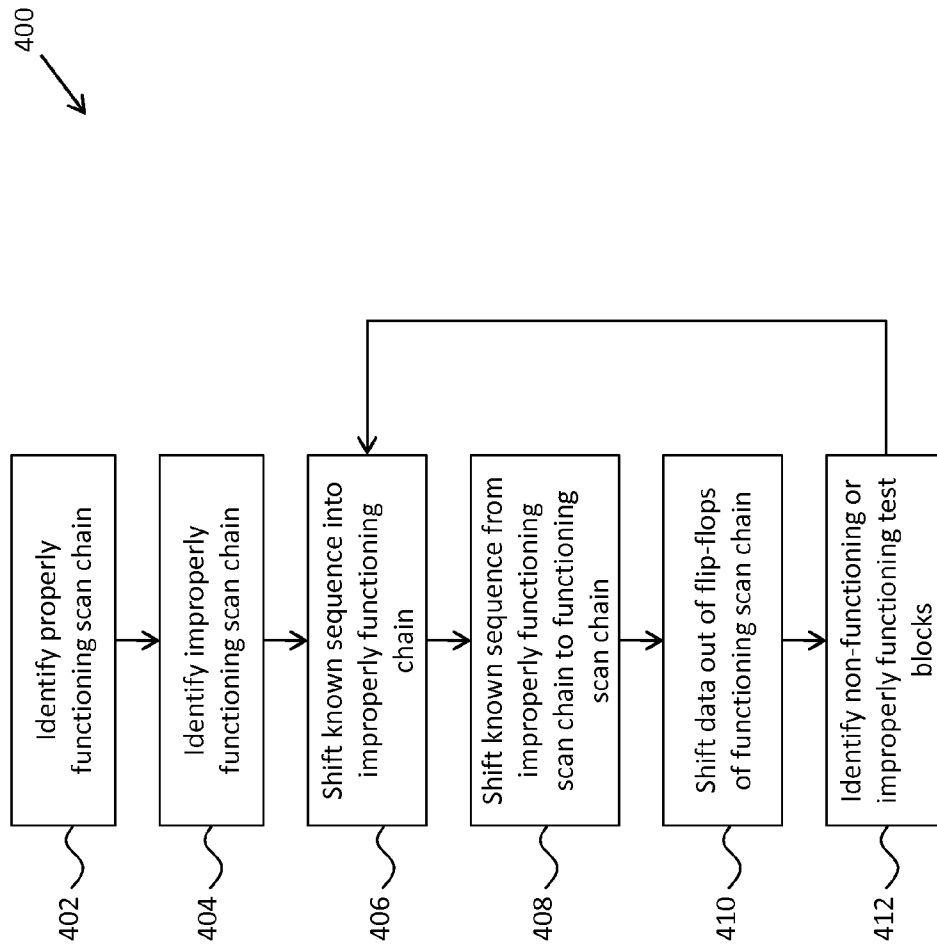 400
402
Identify properly
functioning scan chain
404
Identify improperly
functioning scan chain
406
Shift known sequence into
improperly functioning
chain
408
Shift known sequence from
improperly functioning
scan chain to functioning
scan chain
410
Shift data out of flip-flops
of functioning scan chain
412
Identify non-functioning or
improperly functioning test
blocks